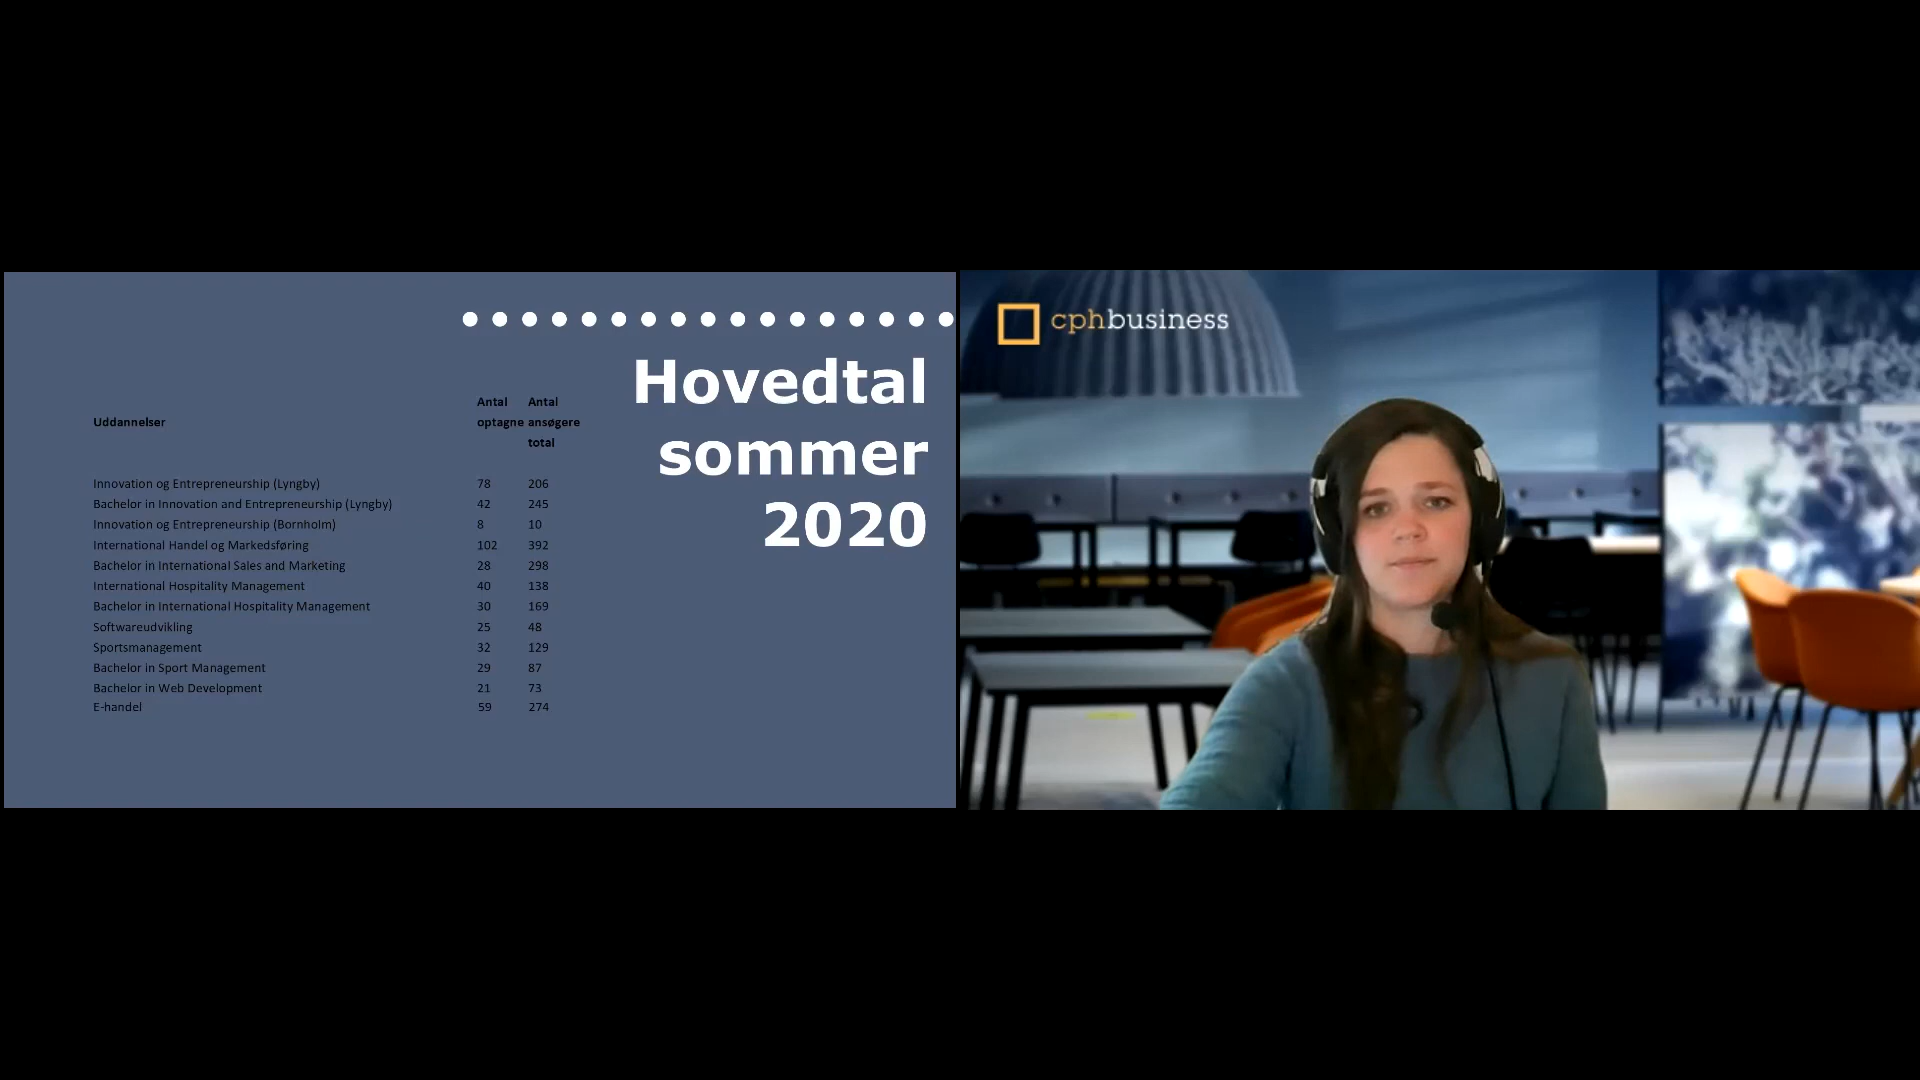 Hovedtal
sommer
2020
Uddannelser Antal optagne Antal ansøgere total
Innovation og Entrepreneurship (Lyngby) 78 206
Bachelor in Innovation and Entrepreneurship (Lyngby) 42 245
Innovation og Entrepreneurship (Bornholm) 8 10
International Handel og Markedsføring 102 392
Bachelor in International Sales and Marketing 28 298
International Hospitality Management 40 138
Bachelor in International Hospitality Management 30 169
Softwareudvikling 25 48
Sportsmanagement 32 129
Bachelor in Sport Management 29 87
Bachelor in Web Development 21 73
E-handel 59 274
cphbusiness